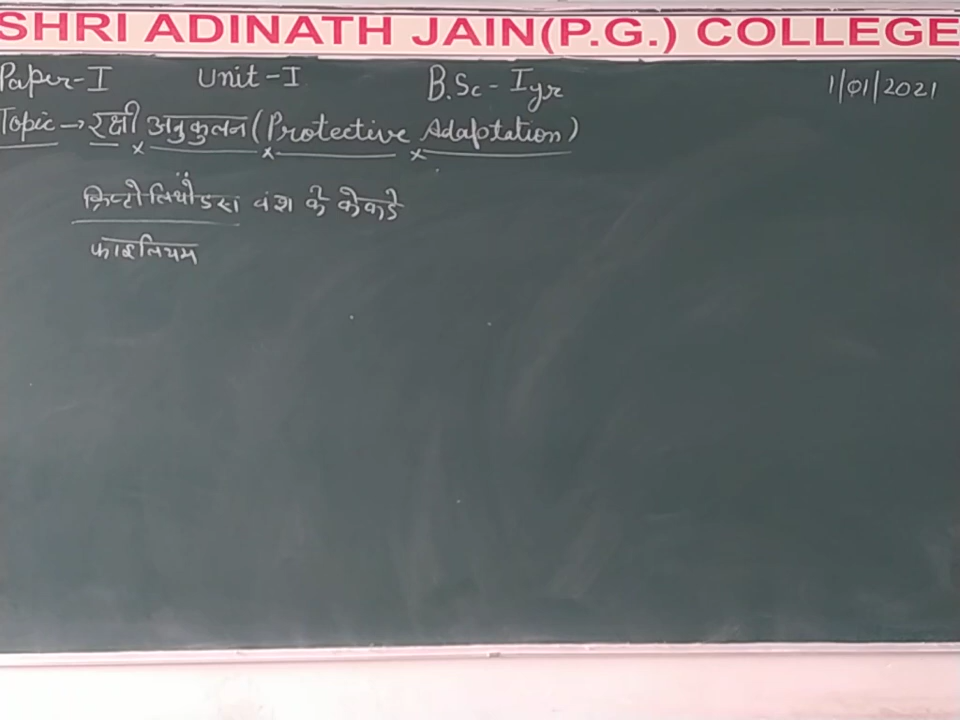 SHRI ADINATH JAIN(P.G.) COLLEGE
Paper-I Unit-I B.Sc-Iyr 1/01/2021
Topic → रक्षी अनुकुलन (Protective Adaptation)
वंश के केकडे
फाइलियम